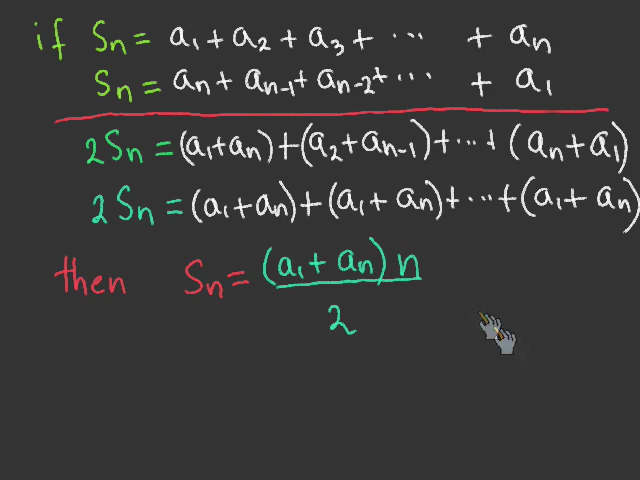 if Sn = a1 + a2 + a3 + ... + an
Sn = an + an-1 + an-2 + ... + a1
2Sn = (a1+an)+(a2+an-1)+...+(an+a1)
2Sn = (a1+an)+(a1+an)+...+(a1+an)
then Sn = (a1+an)n
2